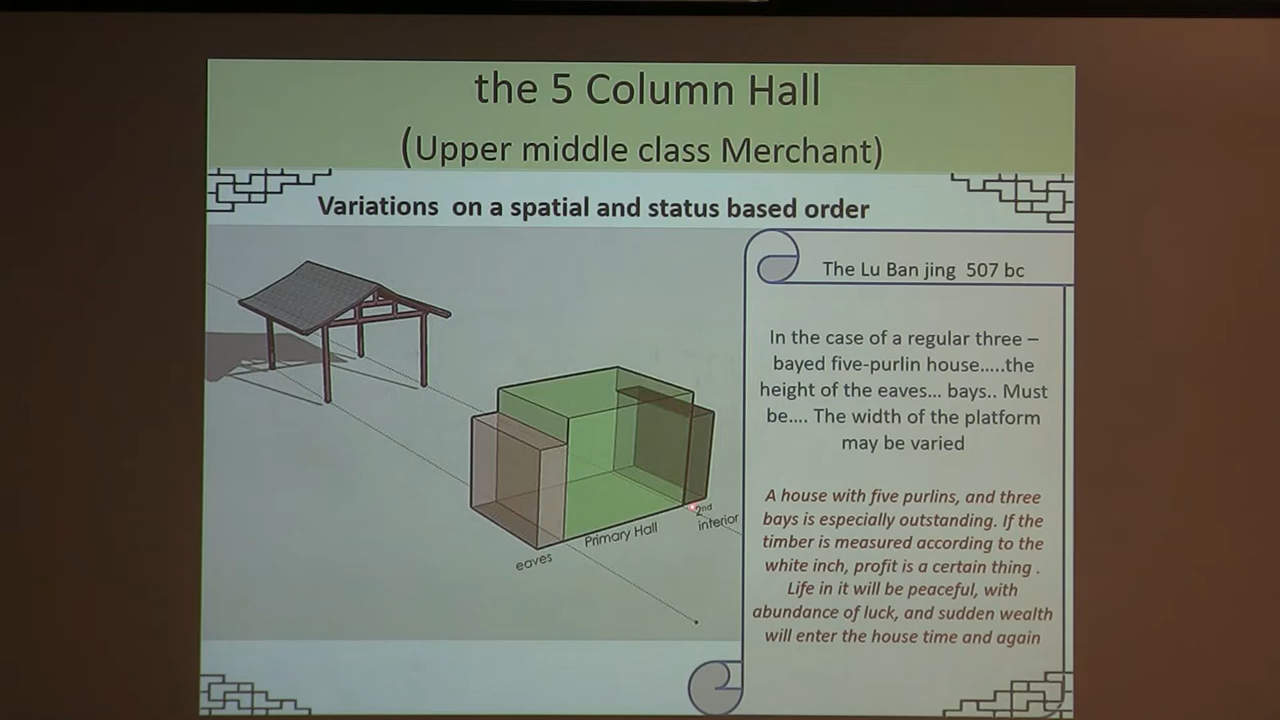 the 5 Column Hall
(Upper middle class Merchant)
Variations on a spatial and status based order
The Lu Ban jing 507 bc
In the case of a regular three –
bayed five-purlin house.....the
height of the eaves... bays.. Must
be.... The width of the platform
may be varied
A house with five purlins, and three
bays is especially outstanding. If the
timber is measured according to the
white inch, profit is a certain thing .
Life in it will be peaceful, with
abundance of luck, and sudden wealth
will enter the house time and again
eaves
Primary Hall
2nd
interior